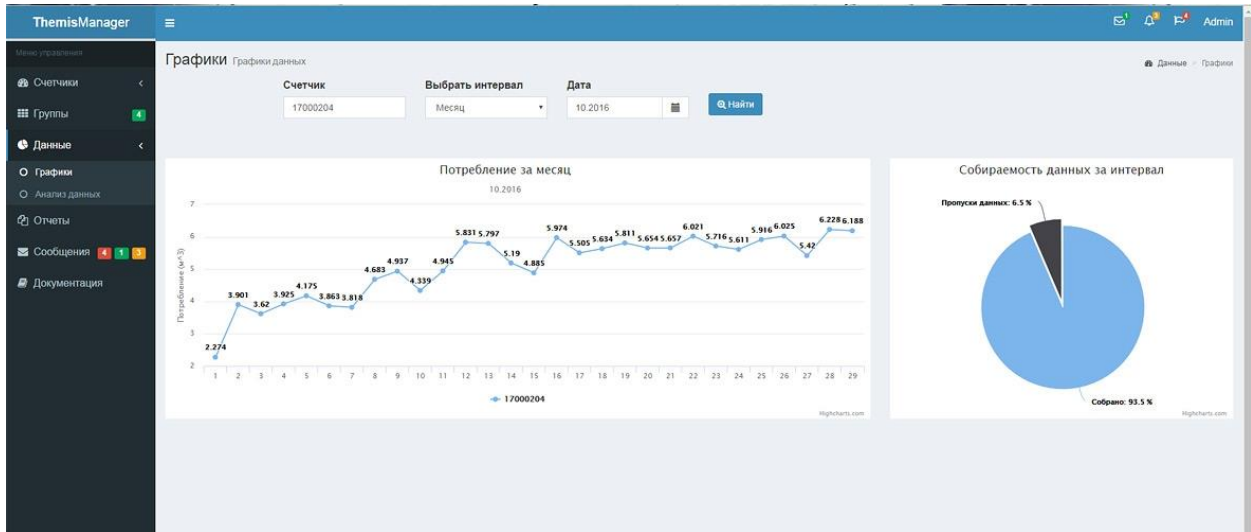 ThemisManager
1 3 4 Admin
Меню управления
Счетчики
Группы 4
Данные
Графики
Анализ данных
Отчеты
Сообщения 4 1 3
Документация
Графики Графики данных
Данные > Графики
Счетчик Выбрать интервал Дата
17000204 Месяц 10.2016 Найти
Потребление за месяц
10.2016
Потребление (м^3)
7
6
5
4
3
2
2.274 3.901 3.62 3.925 4.175 3.863 3.818 4.683 4.937 4.339 4.945 5.831 5.797 5.19 4.885 5.974 5.505 5.634 5.811 5.654 5.657 6.021 5.716 5.611 5.916 6.025 5.42 6.228 6.188
1 2 3 4 5 6 7 8 9 10 11 12 13 14 15 16 17 18 19 20 21 22 23 24 25 26 27 28 29
17000204
Highcharts.com
Собираемость данных за интервал
Пропуски данных: 6.5 %
Собрано: 93.5 %
Highcharts.com